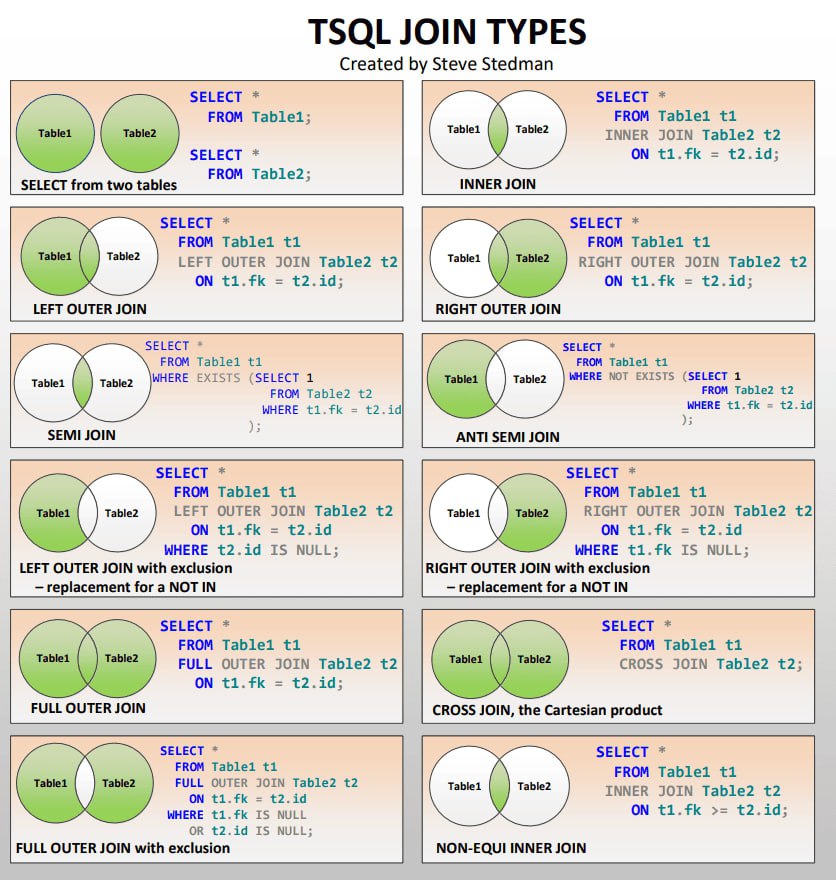 TSQL JOIN TYPES
Created by Steve Stedman
Table1
Table2
SELECT *
FROM Table1;
SELECT *
FROM Table2;
SELECT from two tables
Table1
Table2
SELECT *
FROM Table1 t1
INNER JOIN Table2 t2
ON t1.fk = t2.id;
INNER JOIN
Table1
Table2
SELECT *
FROM Table1 t1
LEFT OUTER JOIN Table2 t2
ON t1.fk = t2.id;
LEFT OUTER JOIN
Table1
Table2
SELECT *
FROM Table1 t1
RIGHT OUTER JOIN Table2 t2
ON t1.fk = t2.id;
RIGHT OUTER JOIN
Table1
Table2
SELECT *
FROM Table1 t1
WHERE EXISTS (SELECT 1
FROM Table2 t2
WHERE t1.fk = t2.id
);
SEMI JOIN
Table1
Table2
SELECT *
FROM Table1 t1
WHERE NOT EXISTS (SELECT 1
FROM Table2 t2
WHERE t1.fk = t2.id
);
ANTI SEMI JOIN
Table1
Table2
SELECT *
FROM Table1 t1
LEFT OUTER JOIN Table2 t2
ON t1.fk = t2.id
WHERE t2.id IS NULL;
LEFT OUTER JOIN with exclusion
– replacement for a NOT IN
Table1
Table2
SELECT *
FROM Table1 t1
RIGHT OUTER JOIN Table2 t2
ON t1.fk = t2.id
WHERE t1.fk IS NULL;
RIGHT OUTER JOIN with exclusion
– replacement for a NOT IN
Table1
Table2
SELECT *
FROM Table1 t1
FULL OUTER JOIN Table2 t2
ON t1.fk = t2.id;
FULL OUTER JOIN
Table1
Table2
SELECT *
FROM Table1 t1
CROSS JOIN Table2 t2;
CROSS JOIN, the Cartesian product
Table1
Table2
SELECT *
FROM Table1 t1
FULL OUTER JOIN Table2 t2
ON t1.fk = t2.id
WHERE t1.fk IS NULL
OR t2.id IS NULL;
FULL OUTER JOIN with exclusion
Table1
Table2
SELECT *
FROM Table1 t1
INNER JOIN Table2 t2
ON t1.fk >= t2.id;
NON-EQUI INNER JOIN